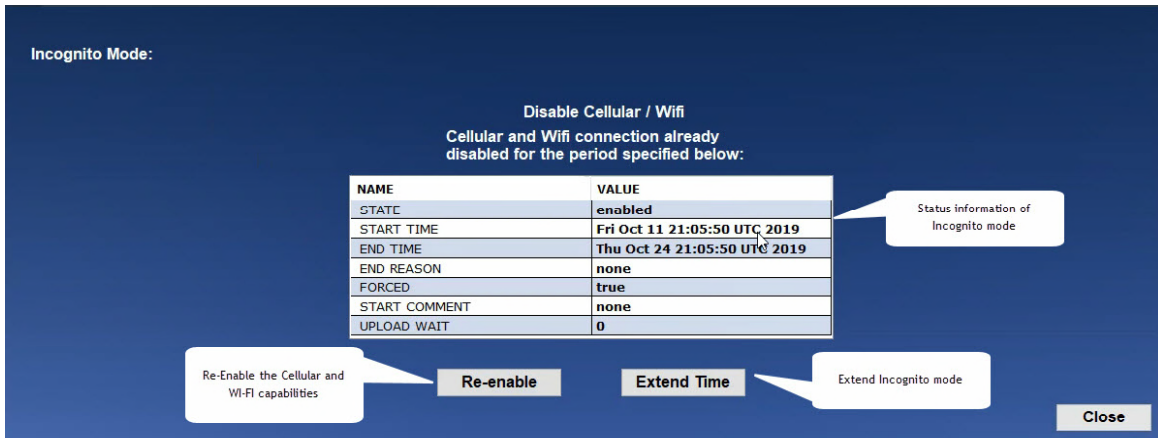 Incognito Mode:
Disable Cellular / Wifi
Cellular and Wifi connection already
disabled for the period specified below:
NAME VALUE
STATE enabled
START TIME Fri Oct 11 21:05:50 UTC 2019
END TIME Thu Oct 24 21:05:50 UTC 2019
END REASON none
FORCED true
START COMMENT none
UPLOAD WAIT 0
Status information of
Incognito mode
Re-Enable the Cellular and
WI-FI capabilities
Re-enable
Extend Time
Extend Incognito mode
Close